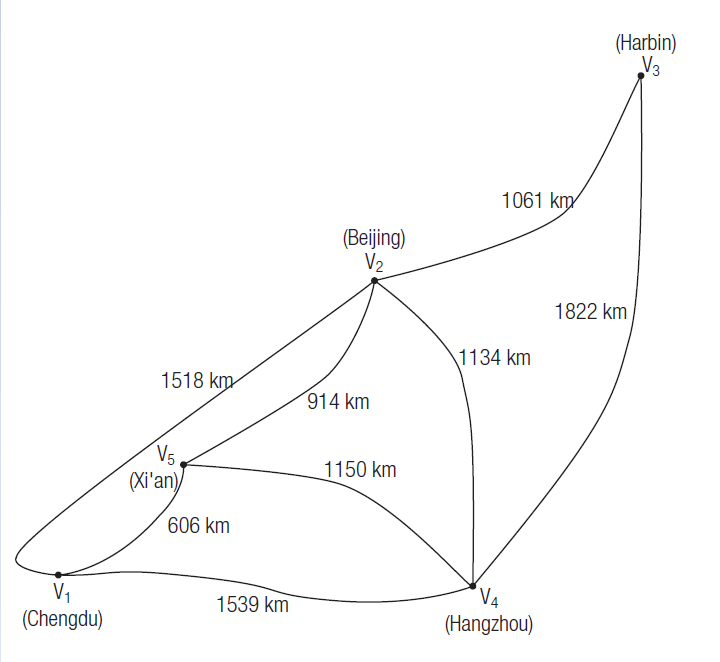 (Harbin)
V3
1061 km
(Beijing)
V2
1822 km
1134 km
1518 km
914 km
V5
(Xi'an)
1150 km
606 km
V1
(Chengdu)
1539 km
V4
(Hangzhou)